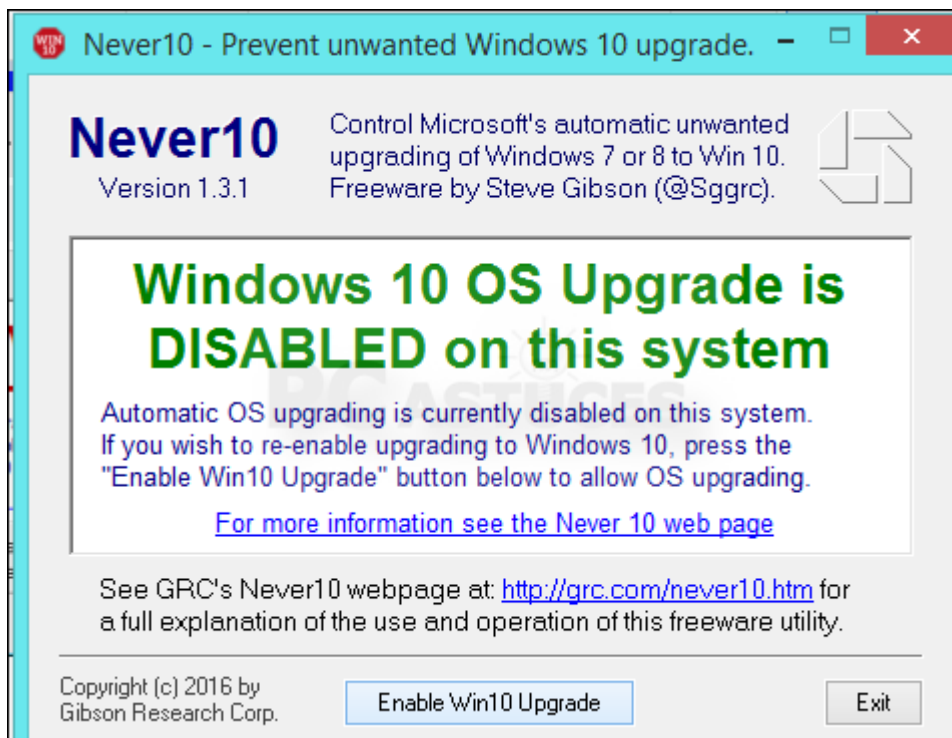 WIN
10
Never10 - Prevent unwanted Windows 10 upgrade.
Never10
Version 1.3.1
Control Microsoft's automatic unwanted
upgrading of Windows 7 or 8 to Win 10.
Freeware by Steve Gibson (@Sggrc).
Windows 10 OS Upgrade is
DISABLED on this system
PC ASTUCES
Automatic OS upgrading is currently disabled on this system.
If you wish to re-enable upgrading to Windows 10, press the
"Enable Win10 Upgrade" button below to allow OS upgrading.
For more information see the Never 10 web page
See GRC's Never10 webpage at: http://grc.com/never10.htm for
a full explanation of the use and operation of this freeware utility.
Copyright (c) 2016 by
Gibson Research Corp.
Enable Win10 Upgrade
Exit